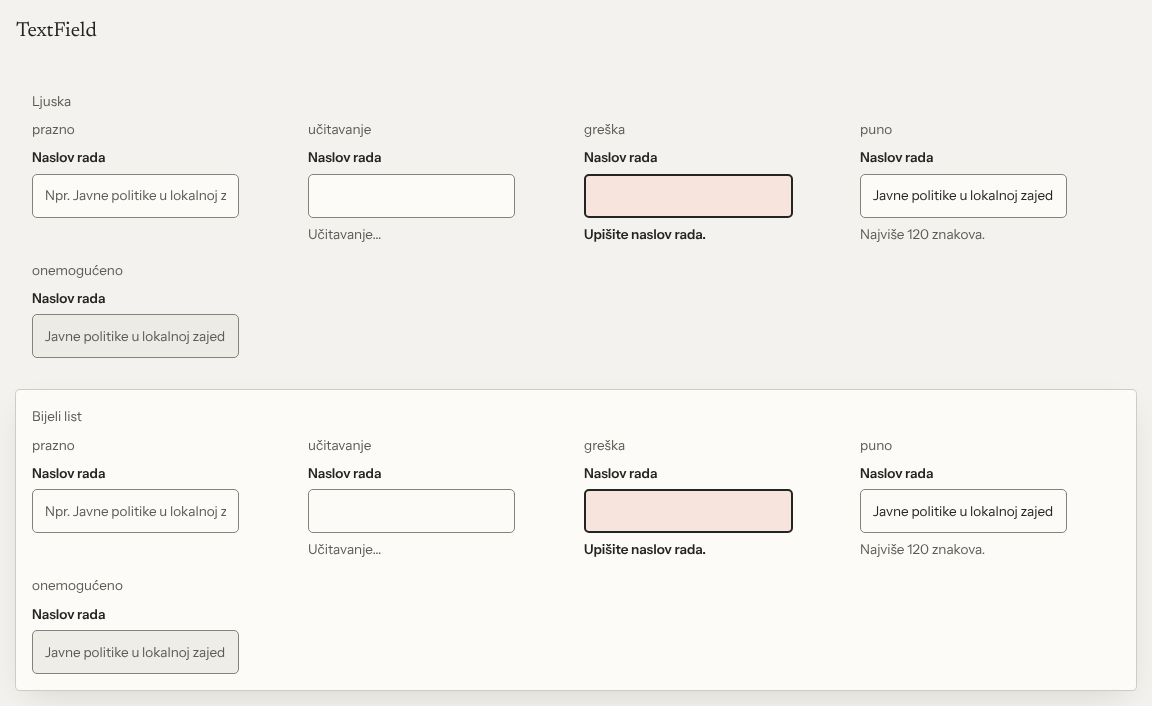 TextField
Ljuska
prazno
Naslov rada
Npr. Javne politike u lokalnoj z
učitavanje
Naslov rada
Učitavanje…
greška
Naslov rada
Upišite naslov rada.
puno
Naslov rada
Javne politike u lokalnoj zajed
Najviše 120 znakova.
onemogućeno
Naslov rada
Javne politike u lokalnoj zajed
Bijeli list
prazno
Naslov rada
Npr. Javne politike u lokalnoj z
učitavanje
Naslov rada
Učitavanje…
greška
Naslov rada
Upišite naslov rada.
puno
Naslov rada
Javne politike u lokalnoj zajed
Najviše 120 znakova.
onemogućeno
Naslov rada
Javne politike u lokalnoj zajed